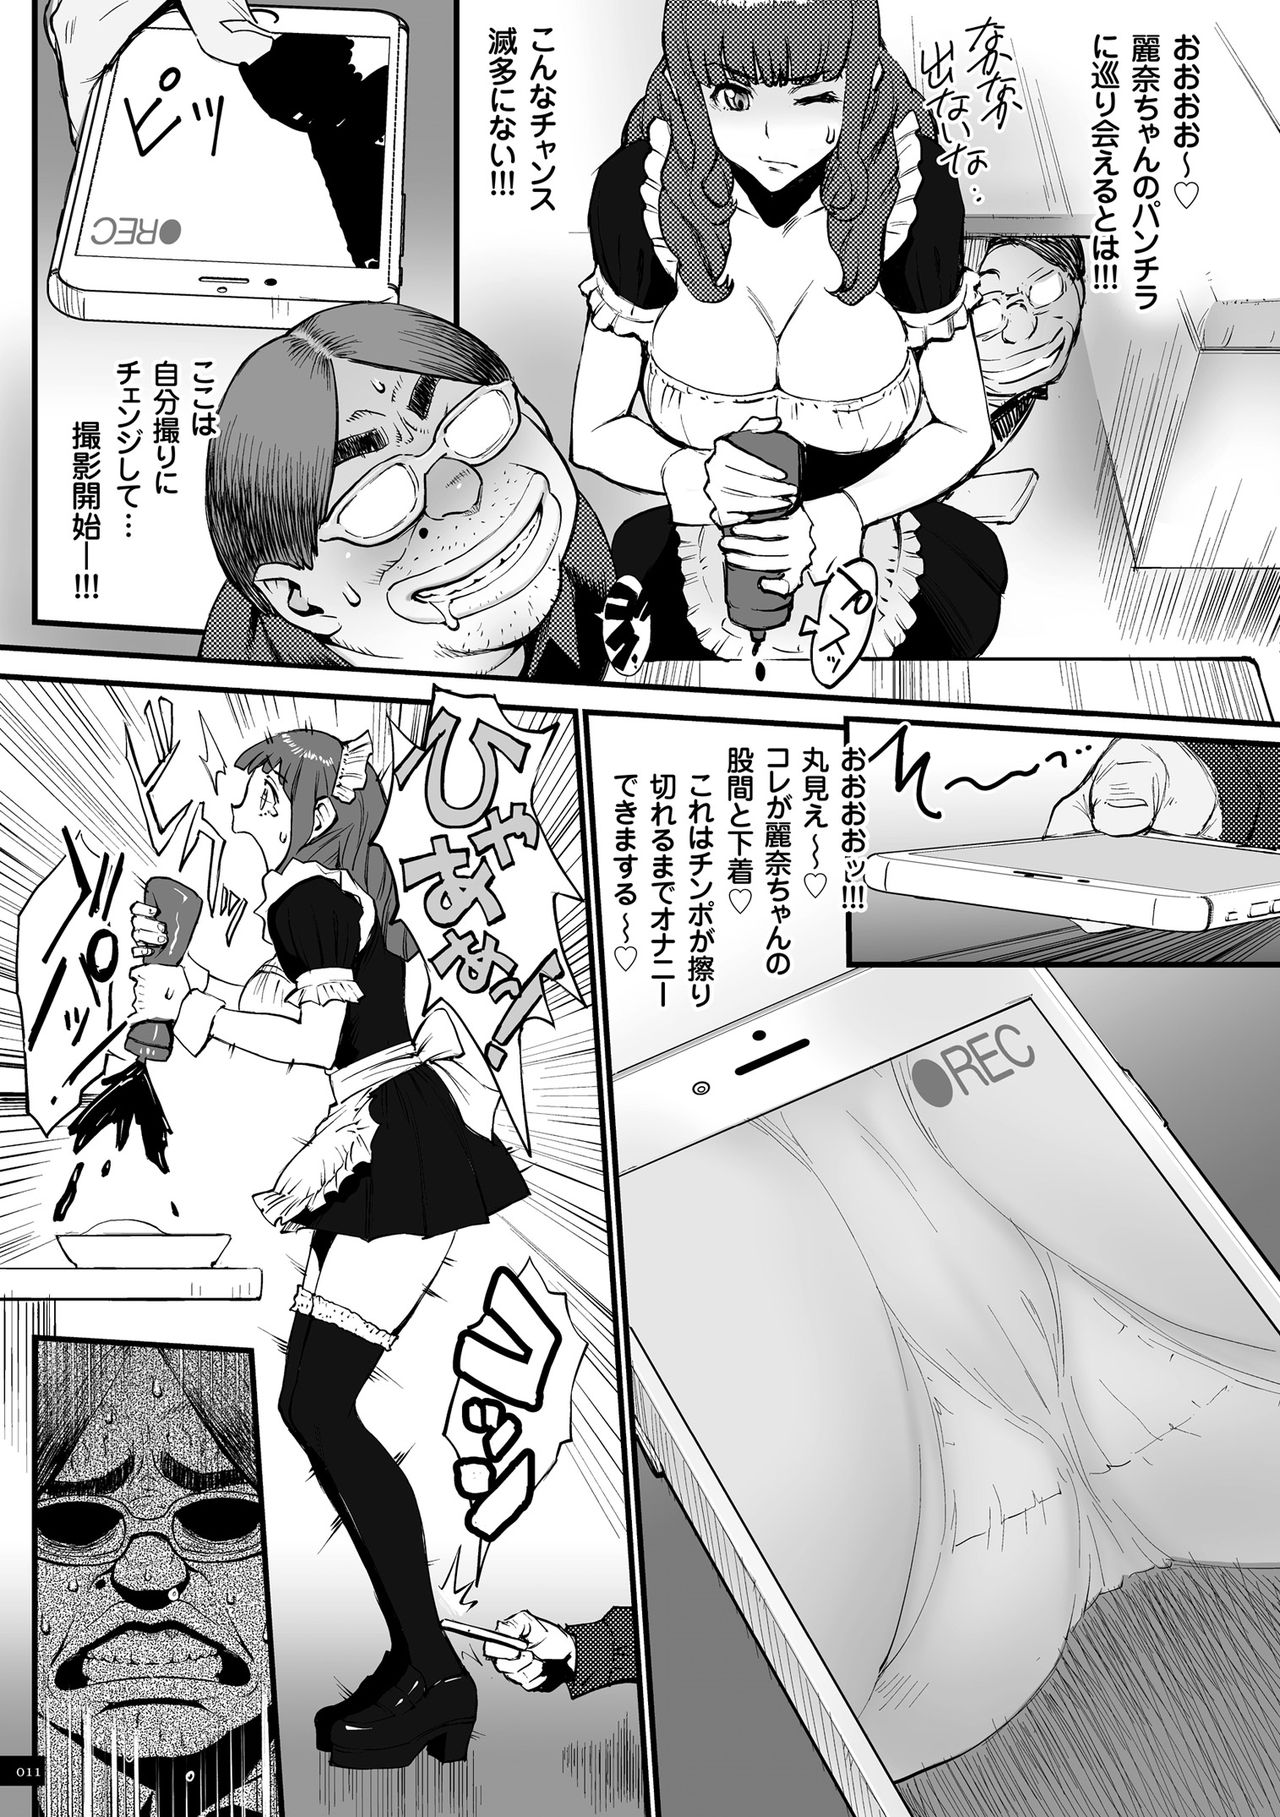 おおおお〜♡
麗奈ちゃんのパンチラ
に巡り会えるとは!!!
なかなか
出ないな…
こんなチャンス
滅多にない!!!
ピッ
●REC
ここは
自分撮りに
チェンジして…
撮影開始ー!!!
ペスッ
おおおおッ!!!
丸見え〜♡
コレが麗奈ちゃんの
股間と下着♡
これはチンポが擦り
切れるまでオナニー
できまする〜♡
●REC
ひゃああぁっ!
コッツン
011